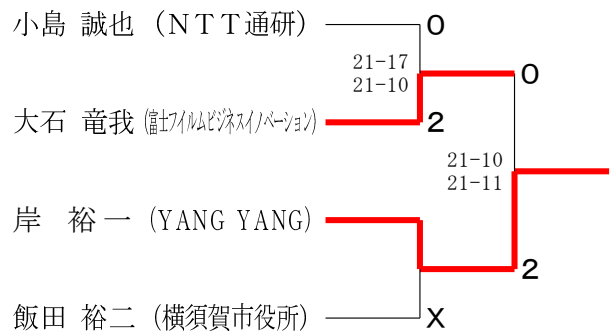 小島 誠也 (ＮＴＴ通研)
0
21-17
21-10
0
大石 竜我 (富士フイルムビジネスイノベーション)
2
21-10
21-11
岸 裕一 (YANG YANG)
2
飯田 裕二 (横須賀市役所)
X